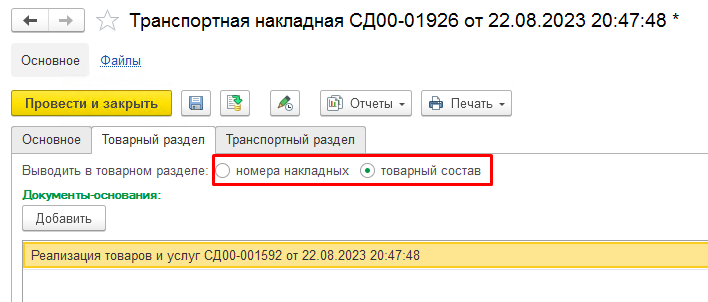 Транспортная накладная СД00-01926 от 22.08.2023 20:47:48 *
Основное Файлы
Провести и закрыть Отчеты Печать
Основное Товарный раздел Транспортный раздел
Выводить в товарном разделе: номера накладных товарный состав
Документы-основания:
Добавить
Реализация товаров и услуг СД00-001592 от 22.08.2023 20:47:48